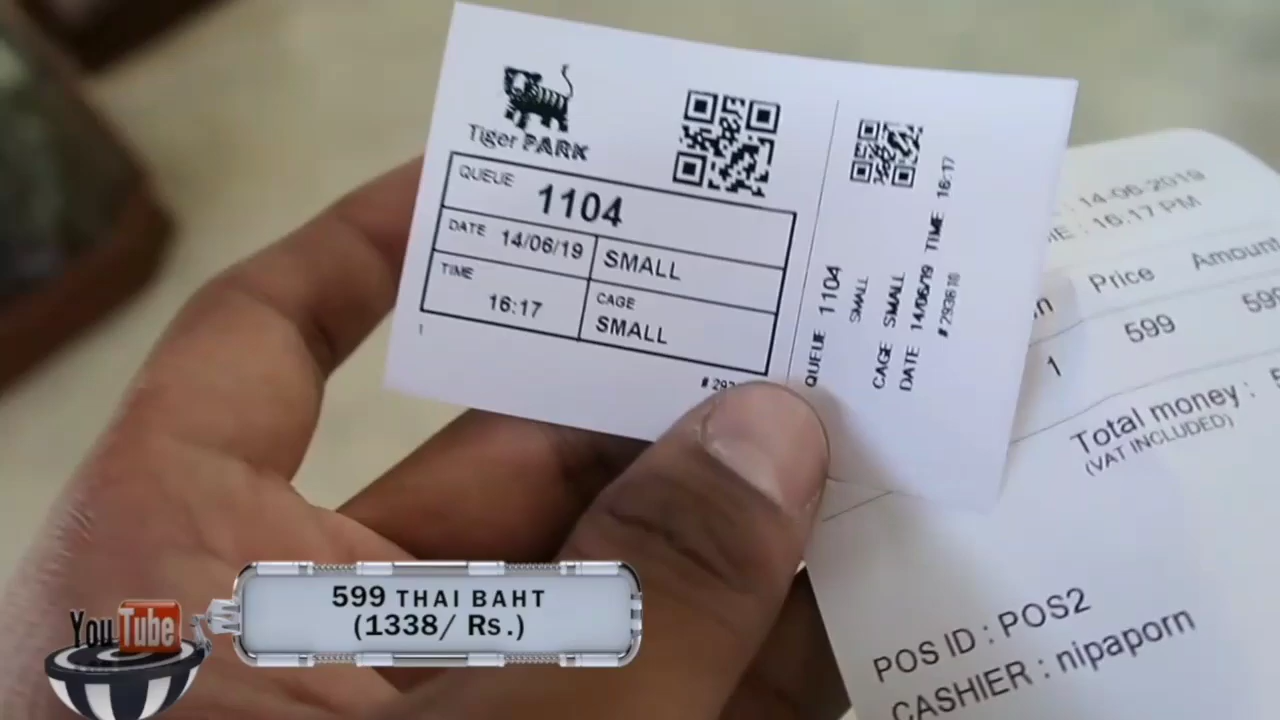 Tiger PARK
QUEUE 1104
DATE 14/06/19 SMALL
TIME 16:17
CAGE SMALL
1
# 293
QUEUE 1104
SMALL
CAGE SMALL
DATE 14/06/19 TIME 16:17
: 14-06-2019
: 16:17 PM
Price Amount
1 599
Total money :
(VAT INCLUDED)
POS ID : POS2
CASHIER : nipaporn
YouTube
599 THAI BAHT
(1338/ Rs.)